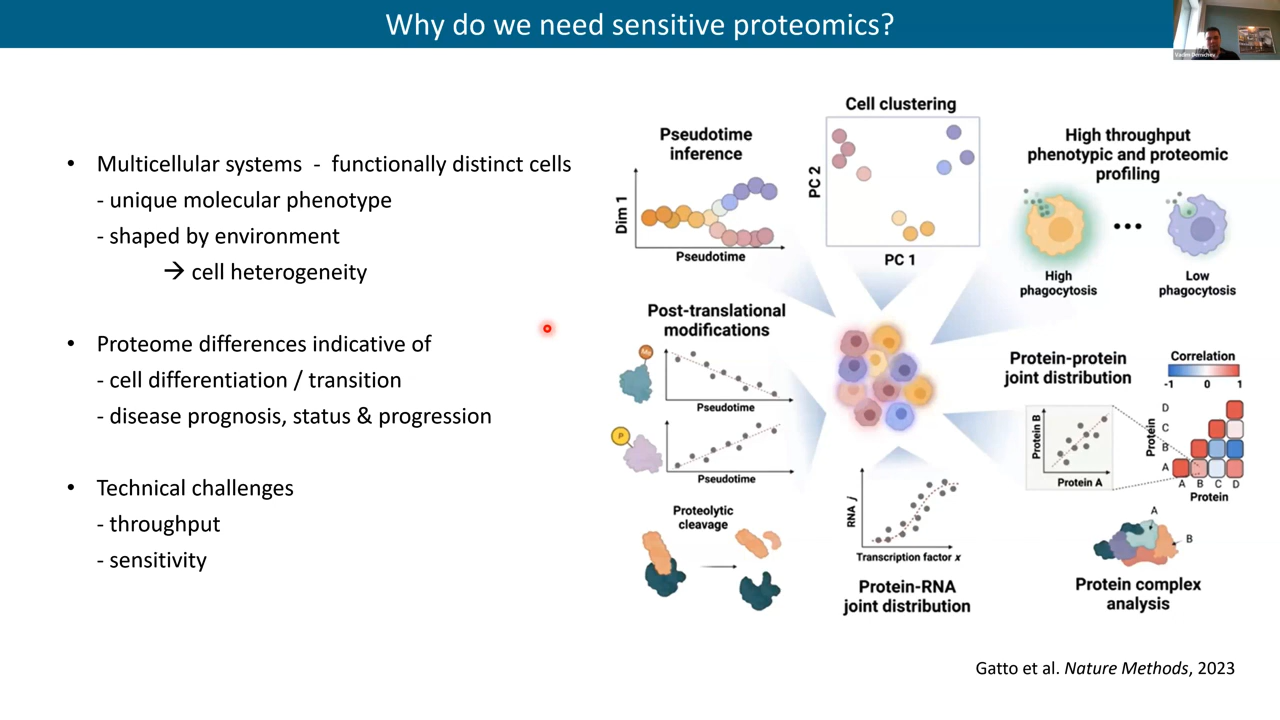 Why do we need sensitive proteomics?
Vadim Demichev
• Multicellular systems - functionally distinct cells
- unique molecular phenotype
- shaped by environment
→ cell heterogeneity
• Proteome differences indicative of
- cell differentiation / transition
- disease prognosis, status & progression
• Technical challenges
- throughput
- sensitivity
Pseudotime
inference
Dim 1
Pseudotime
Cell clustering
PC 2
PC 1
High throughput
phenotypic and proteomic
profiling
High
phagocytosis
•••
Low
phagocytosis
Post-translational
modifications
Me
Pseudotime
P
Pseudotime
Proteolytic
cleavage
RNA j
Transcription factor x
Protein-RNA
joint distribution
Protein-protein
joint distribution
Correlation
-1 0 1
Protein B
Protein A
Protein
D
C
B
A
A B C D
Protein
A
B
Protein complex
analysis
Gatto et al. Nature Methods, 2023